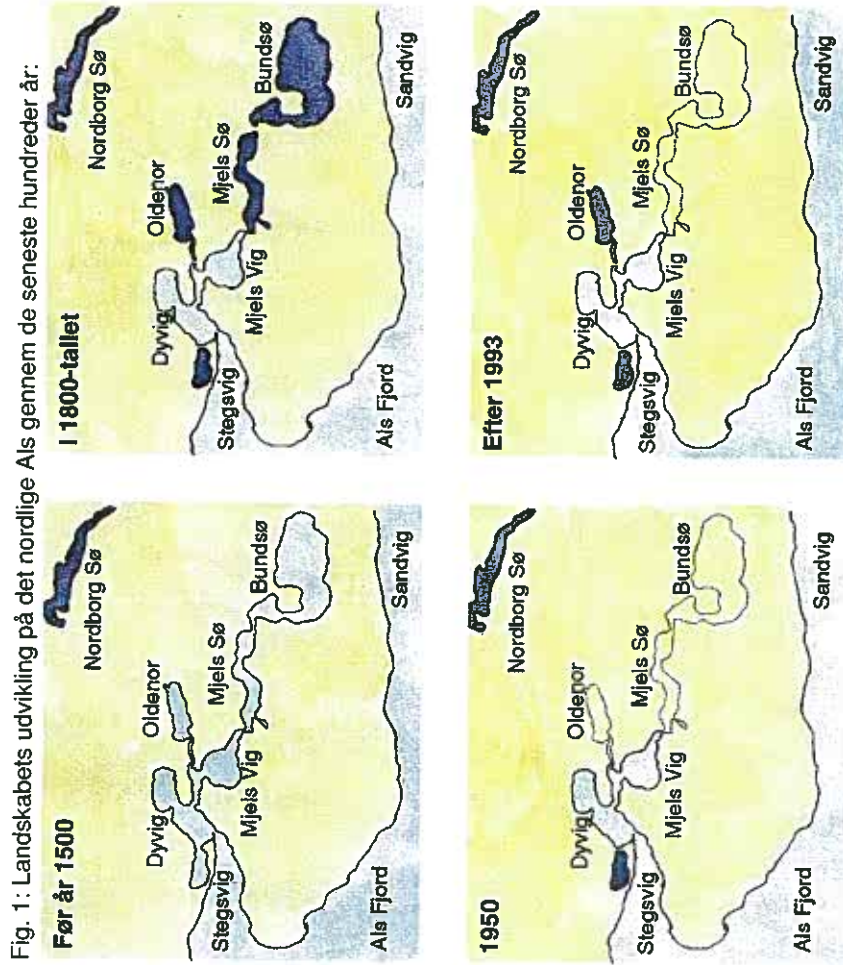 Fig. 1: Landskabets udvikling på det nordlige Als gennem de seneste hundreder år:
Før år 1500
Nordborg Sø
Oldenor
Dyvig
Mjels Sø
Bundsø
Stegsvig
Mjels Vig
Als Fjord
Sandvig
I 1800-tallet
Nordborg Sø
Oldenor
Dyvig
Mjels Sø
Bundsø
Stegsvig
Mjels Vig
Als Fjord
Sandvig
1950
Nordborg Sø
Oldenor
Dyvig
Mjels Sø
Bundsø
Stegsvig
Mjels Vig
Als Fjord
Sandvig
Efter 1993
Nordborg Sø
Oldenor
Dyvig
Mjels Sø
Bundsø
Stegsvig
Mjels Vig
Als Fjord
Sandvig